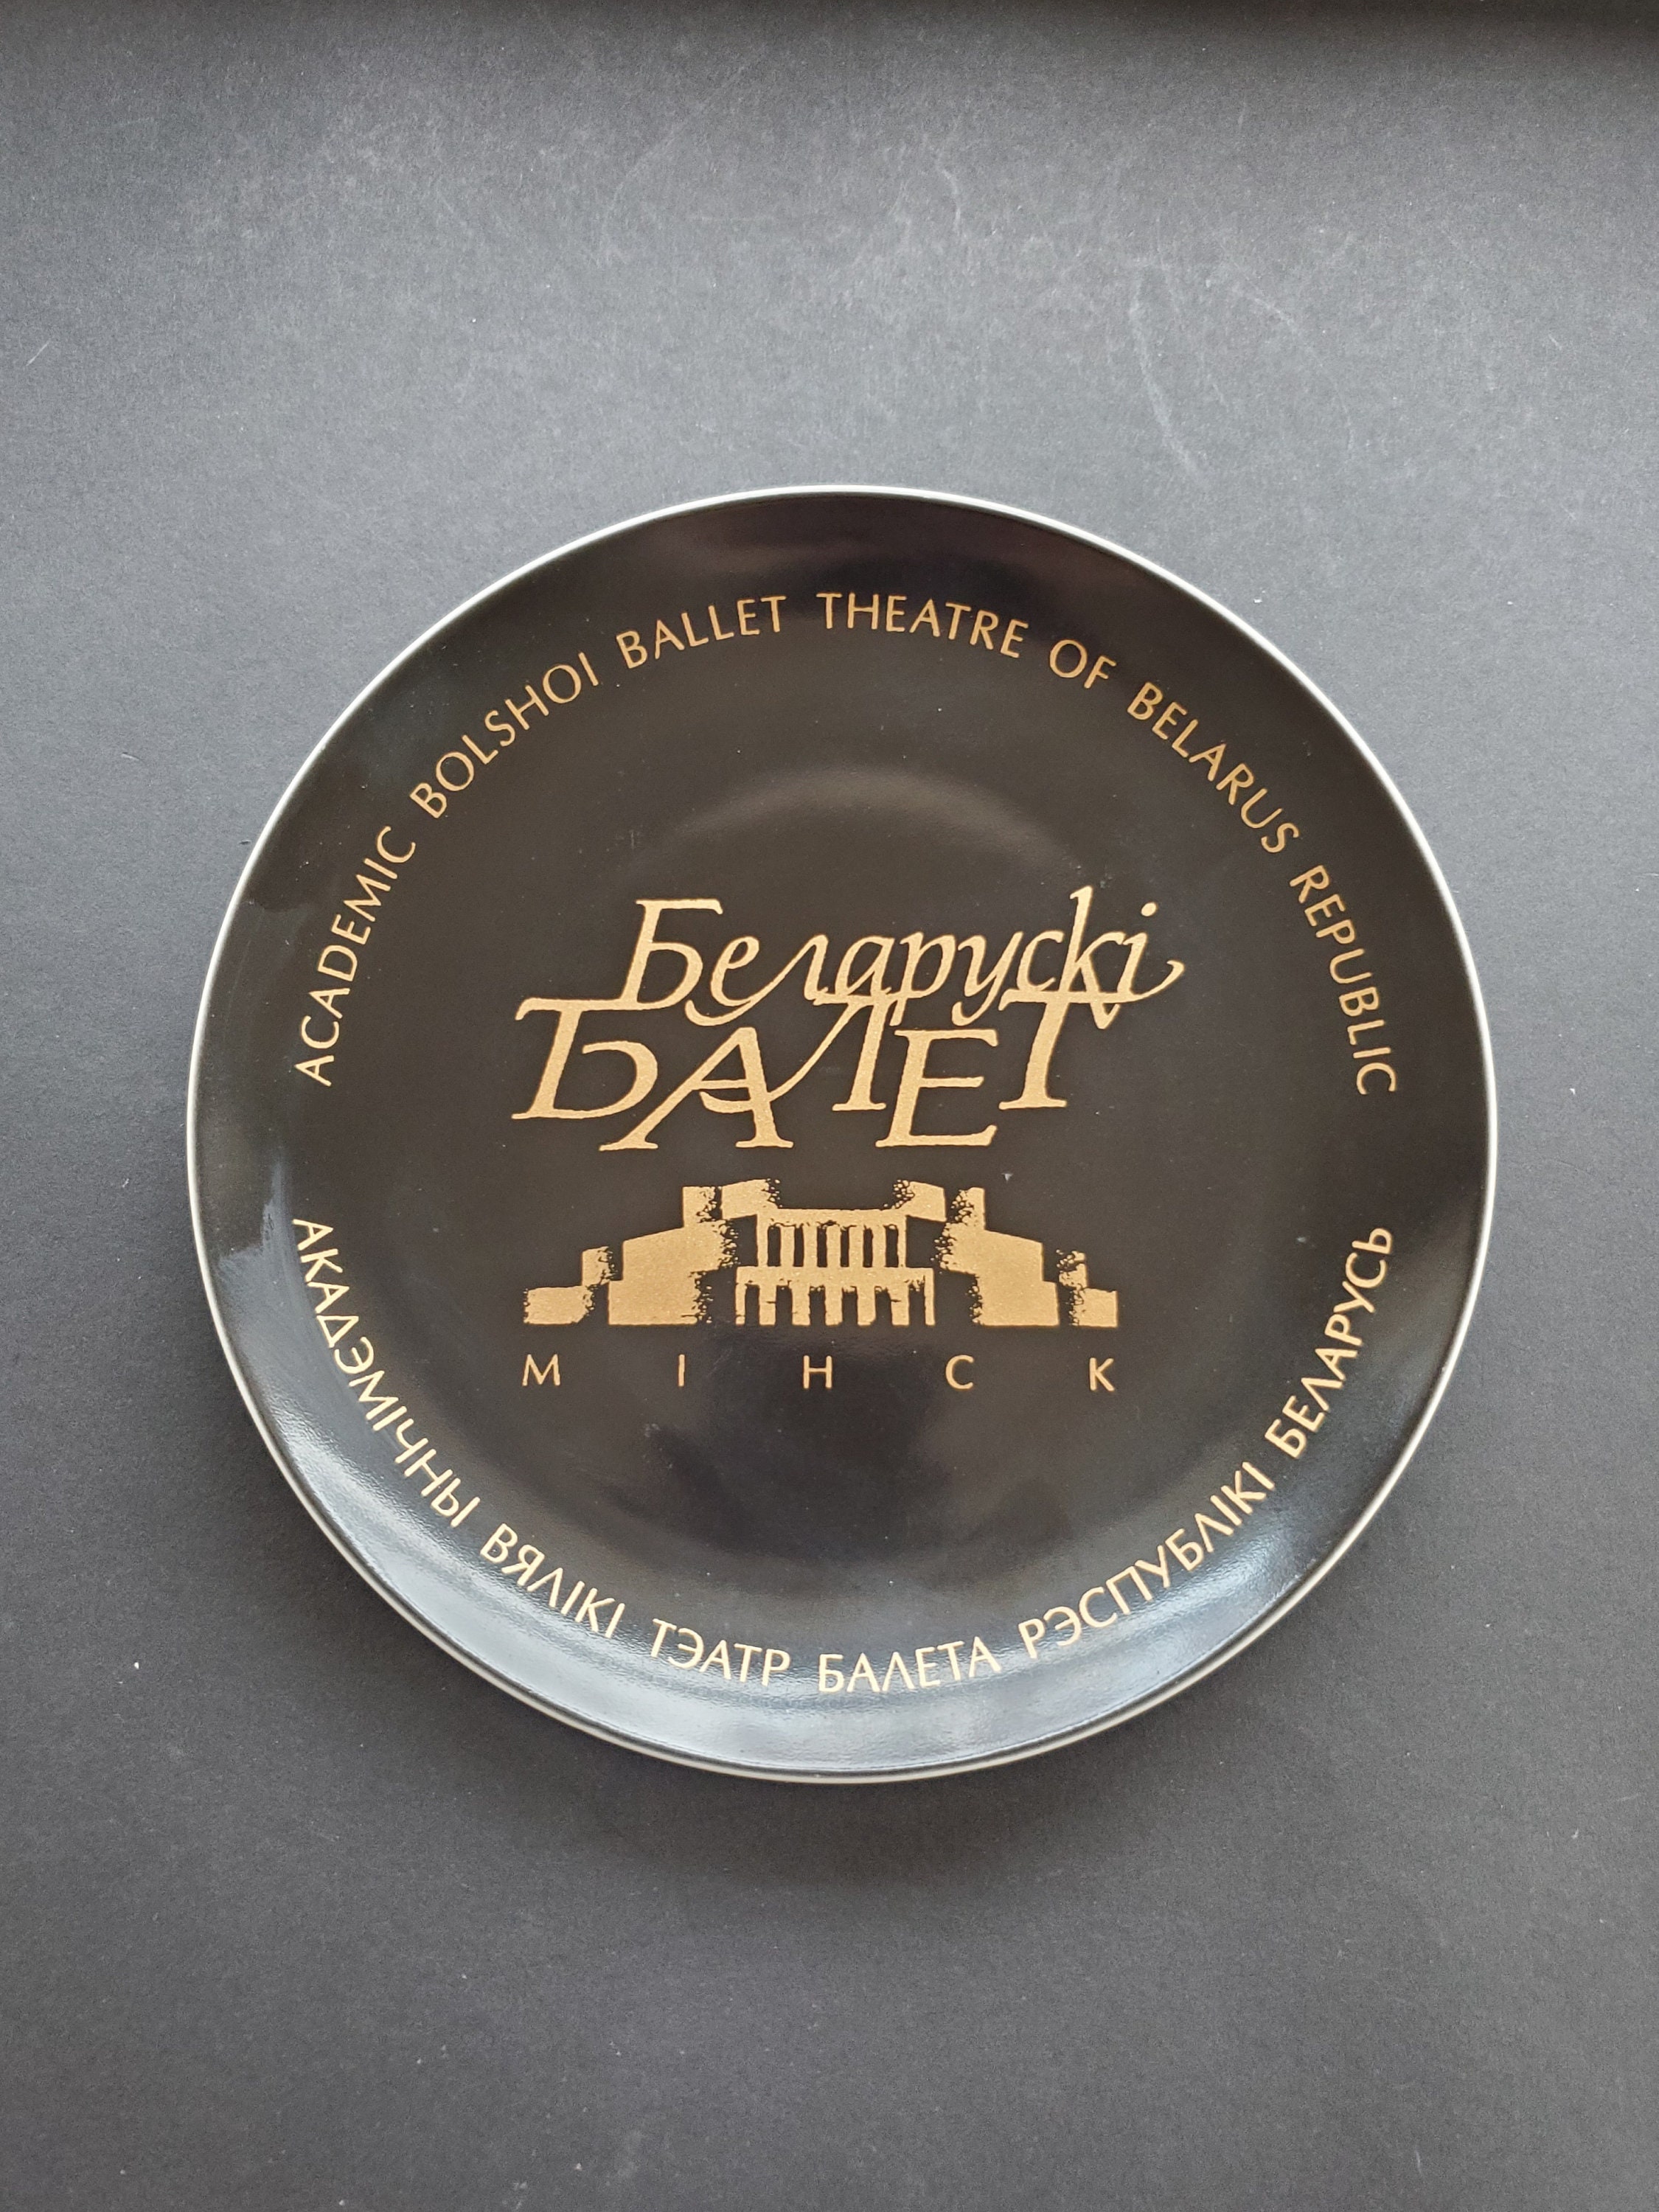 ACADEMIC BOLSHOI BALLET THEATRE OF BELARUS REPUBLIC
Беларускі
БАЛЕТ
МІНСК
АКАДЭМІЧНЫ ВЯЛІКІ ТЭАТР БАЛЕТА РЭСПУБЛІКІ БЕЛАРУСЬ